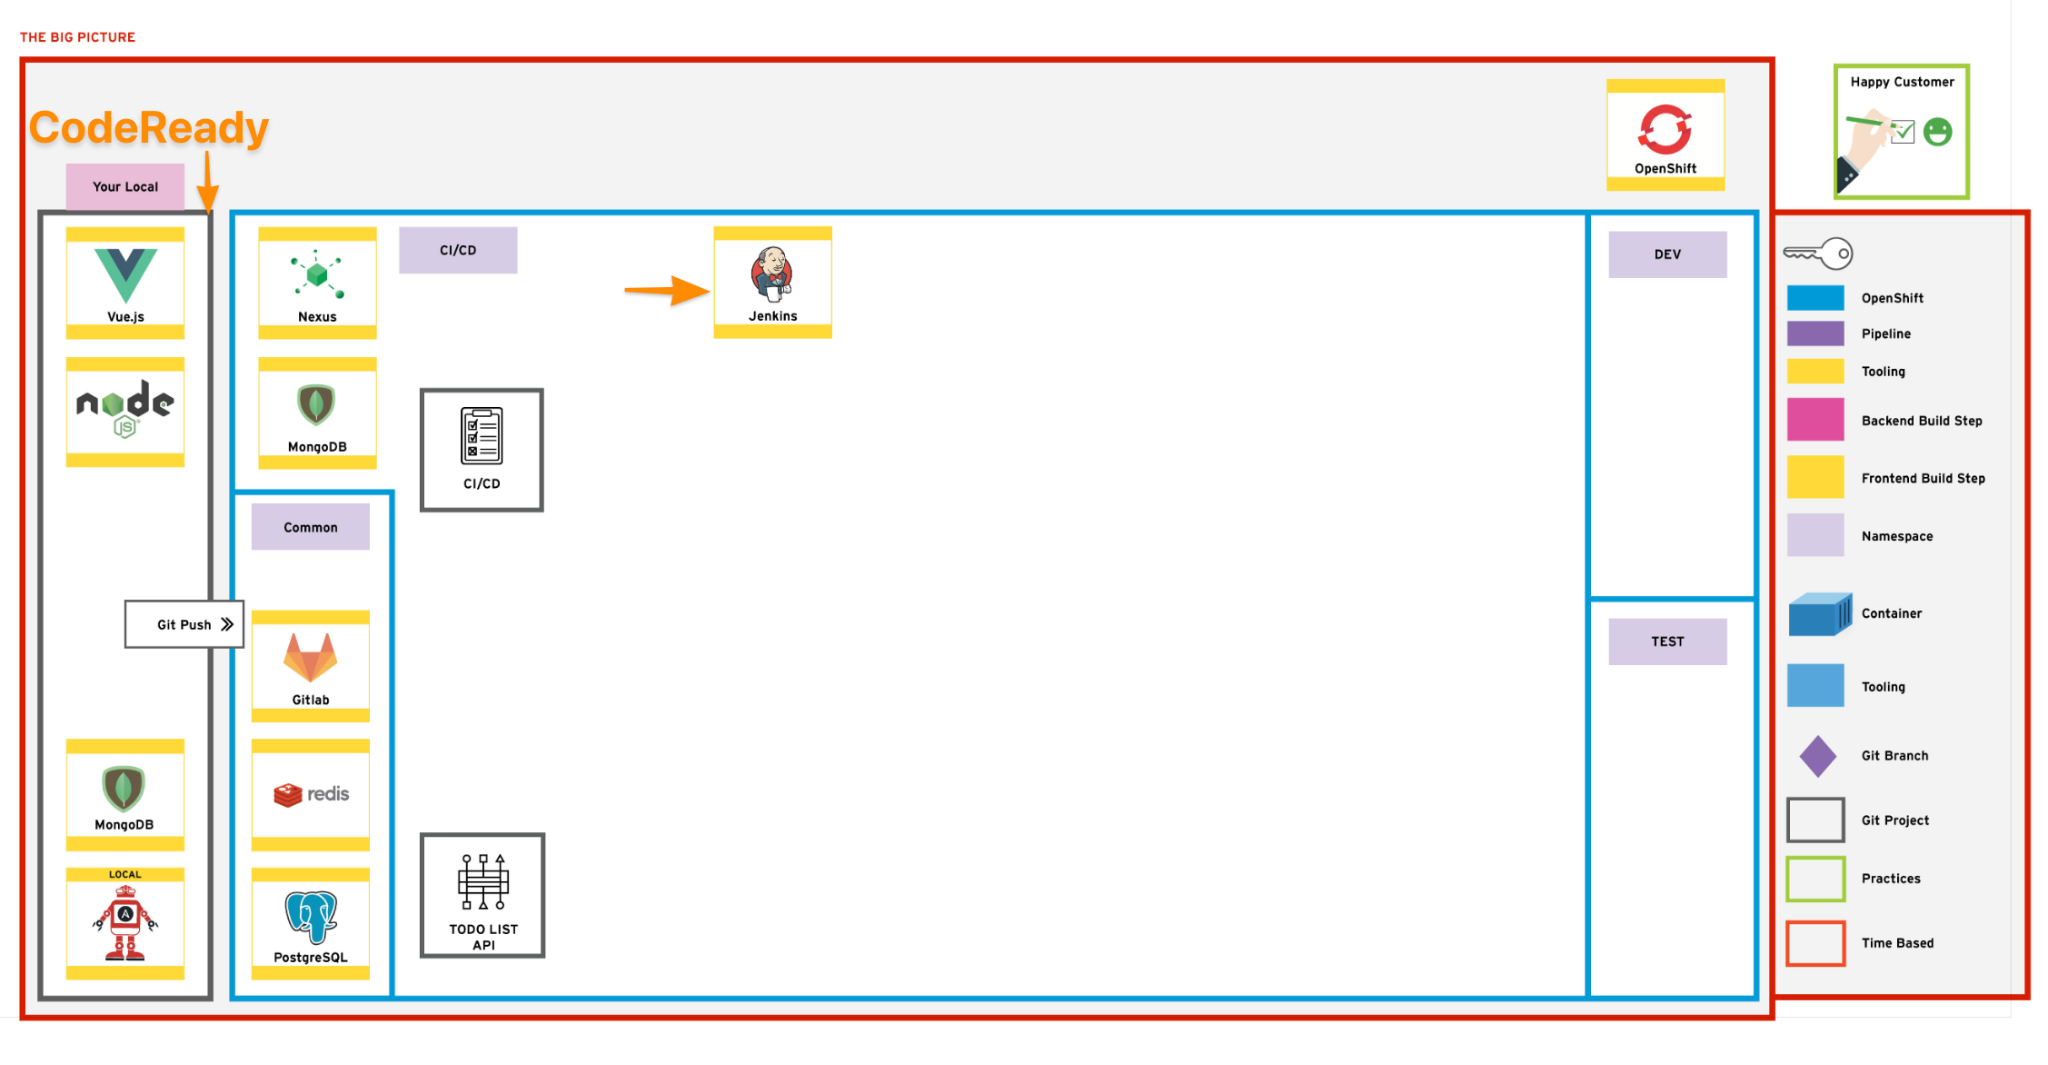 THE BIG PICTURE
CodeReady
Your Local
Vue.js
node
JS
MongoDB
LOCAL
A
Git Push
Nexus
MongoDB
CI/CD
CI/CD
Jenkins
Common
Gitlab
redis
PostgreSQL
TODO LIST
API
OpenShift
DEV
TEST
Happy Customer
OpenShift
Pipeline
Tooling
Backend Build Step
Frontend Build Step
Namespace
Container
Tooling
Git Branch
Git Project
Practices
Time Based